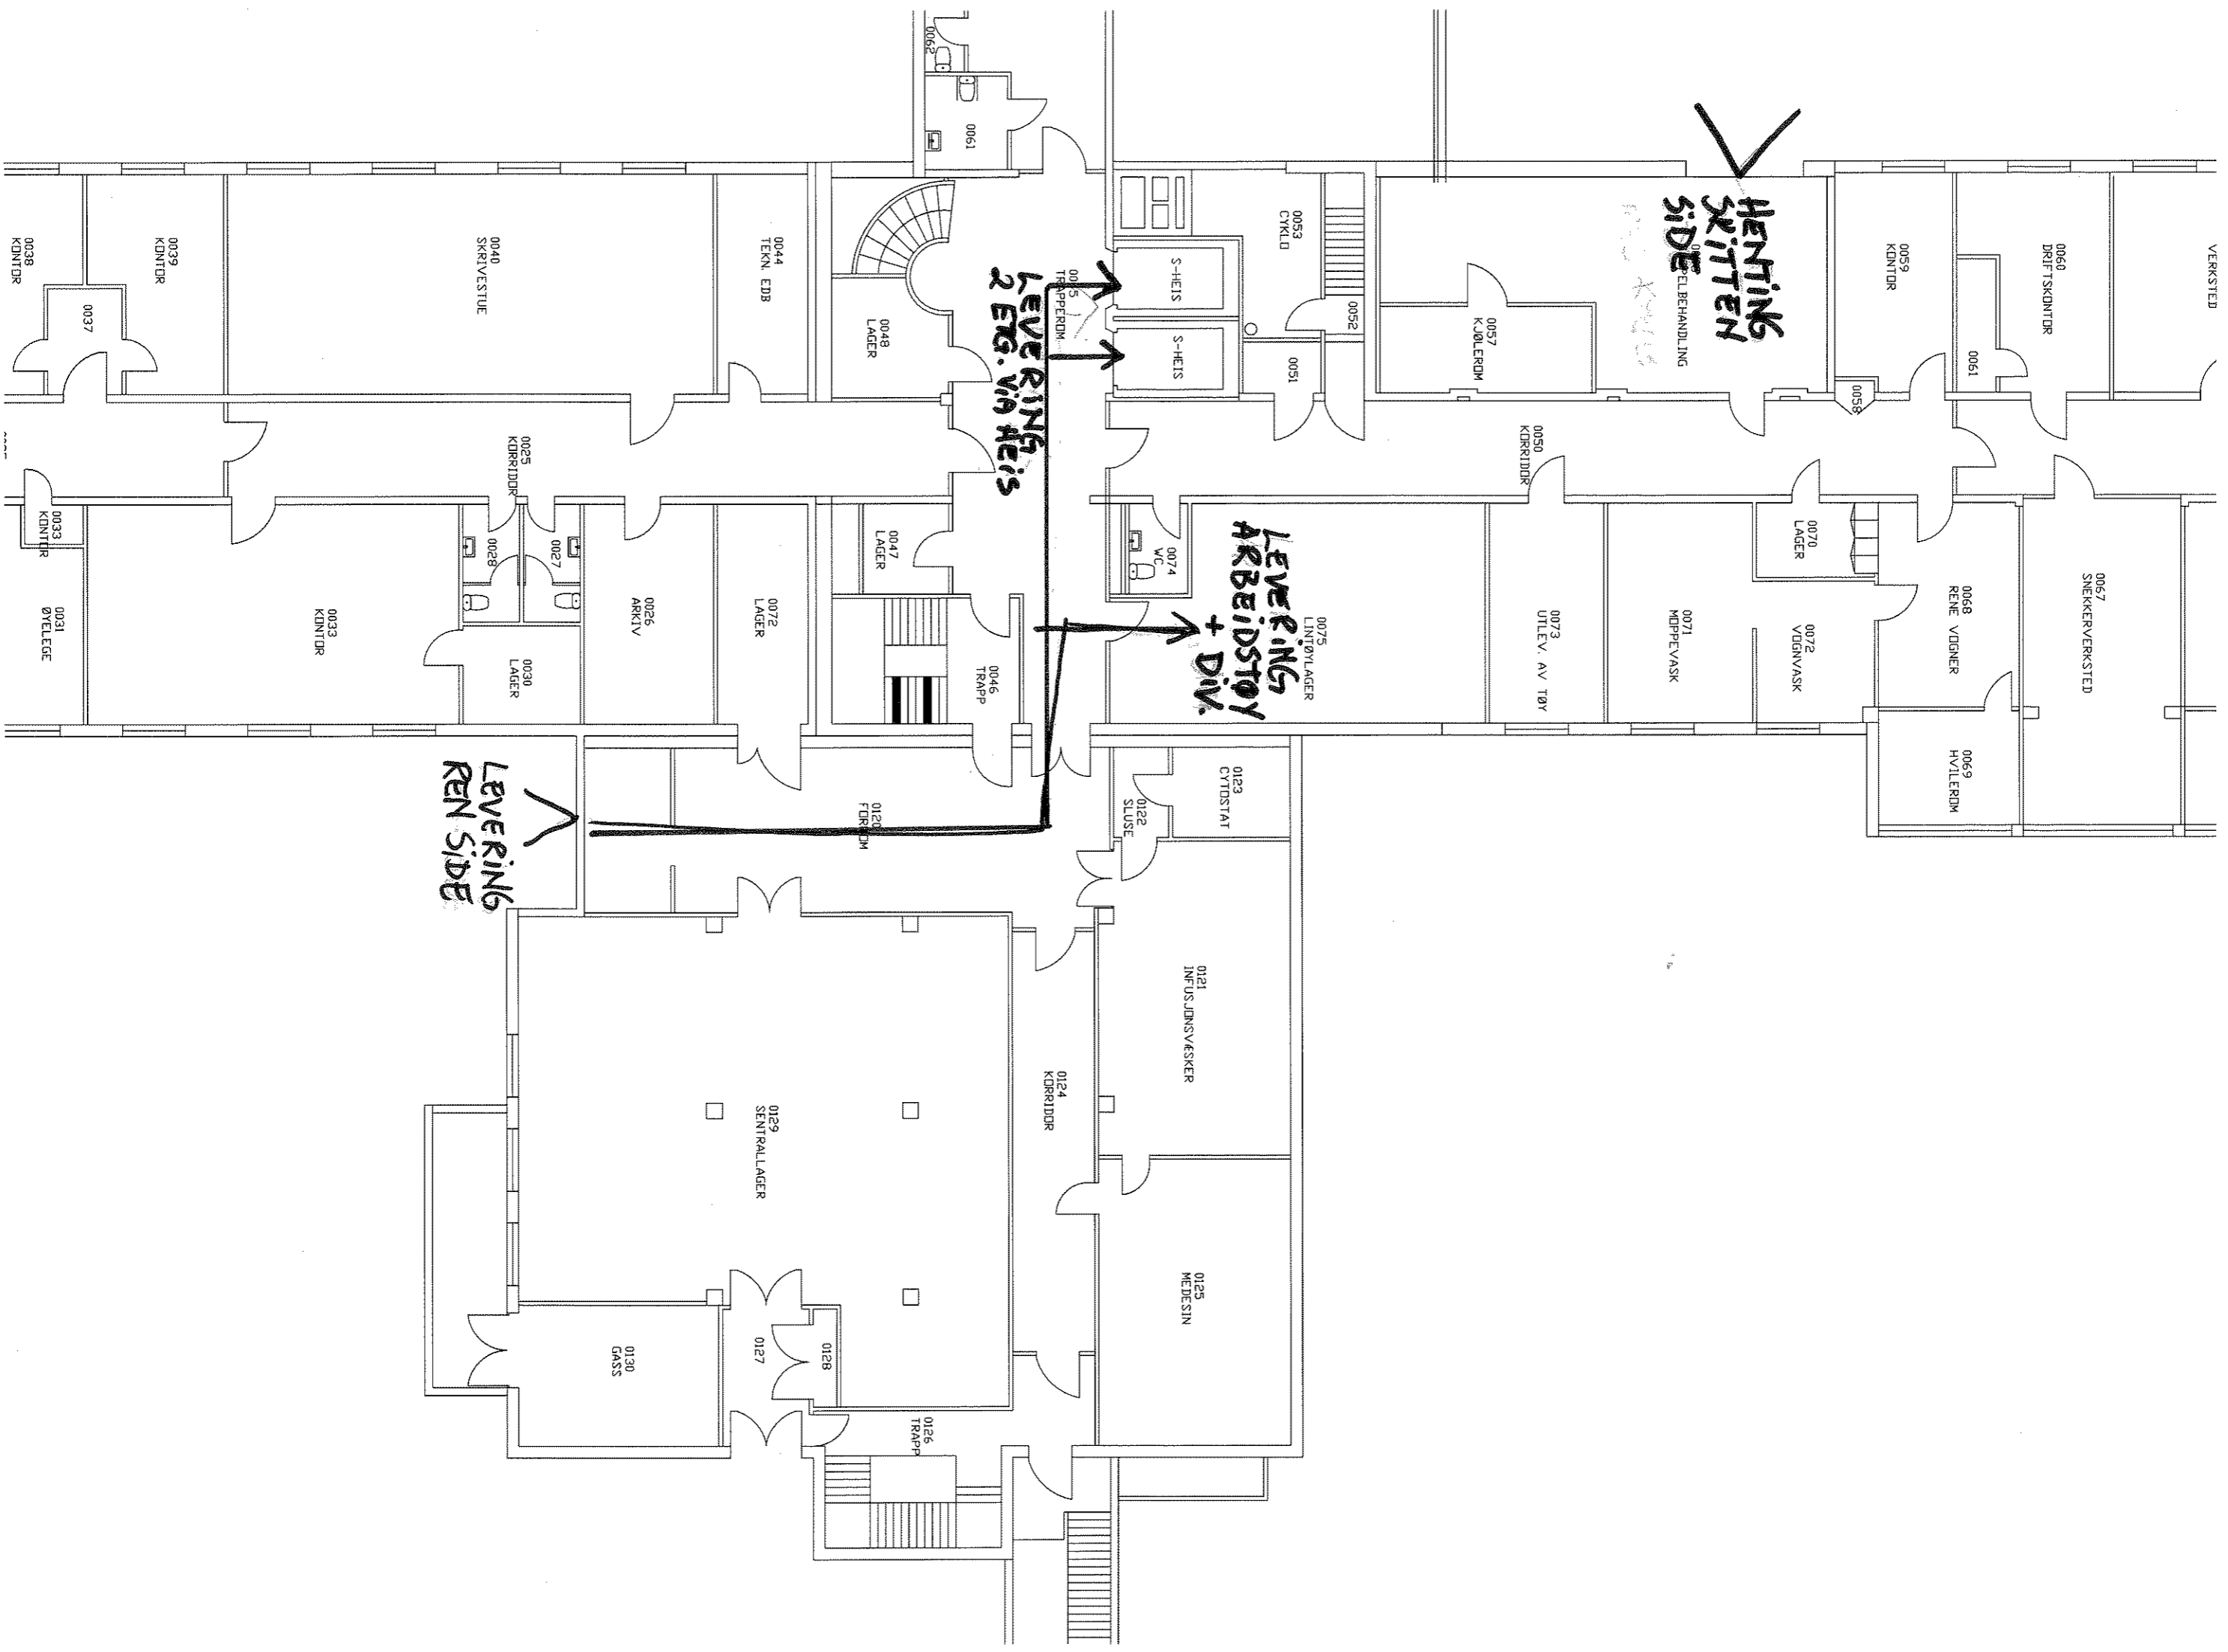 0062
0061
0038
KONTOR
0039
KONTOR
0037
0040
SKRIVESTUE
0044
TEKN. EDB
0048
LAGER
TRAPPEROM
LEVERING
2 ETG. VIA HEIS
S-HEIS
S-HEIS
0053
CYKLO
0052
0051
0057
KJØLEROM
HENTING
SKITTEN
SIDE
0059
KONTOR
0058
0060
DRIFTSKONTOR
0061
VERKSTED
0025
KORRIDOR
0050
KORRIDOR
0033
KONTOR
0031
ØYELEGE
0033
KONTOR
0028
0027
0030
LAGER
0026
ARKIV
0072
LAGER
0047
LAGER
0046
TRAPP
0074
WC
0075
LINTØYLAGER
LEVERING
ARBEIDSTØY
+ DIV.
0073
UTLEV. AV TØY
0071
MOPPEVASK
0070
LAGER
0072
VOGNVASK
0068
RENE VOGNER
0069
HVILEROM
0067
SNEKKERVERKSTED
LEVERING
REN SIDE
0120
FORROM
0122
SLUSE
0123
CYTOSTAT
0121
INFUSJONSVÆSKER
0124
KORRIDOR
0129
SENTRALLAGER
0125
MEDESIN
0130
GASS
0127
0128
0126
TRAPP